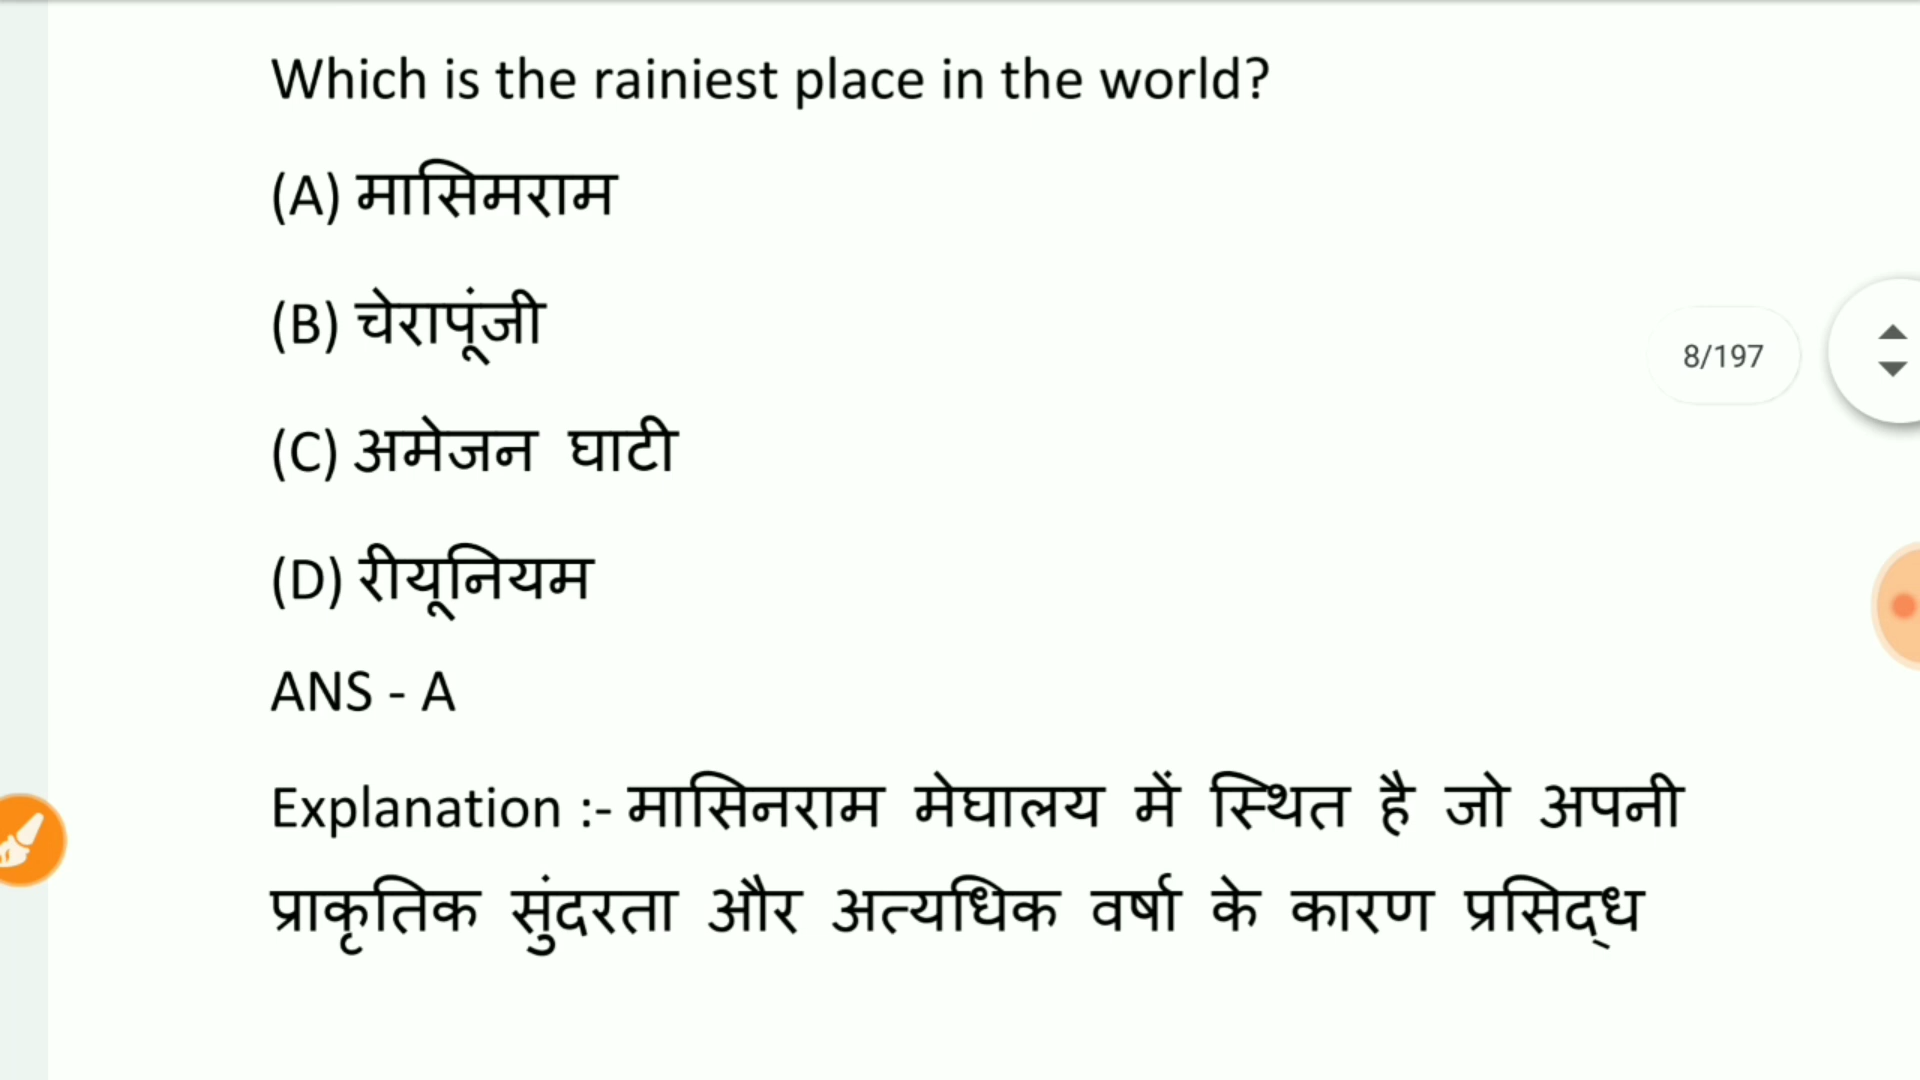 Which is the rainiest place in the world?
(A) मासिमराम
(B) चेरापूंजी
(C) अमेजन घाटी
8/197
(D) रीयूनियम
ANS - A
Explanation :- मासिनराम मेघालय में स्थित है जो अपनी
प्राकृतिक सुंदरता और अत्यधिक वर्षा के कारण प्रसिद्ध